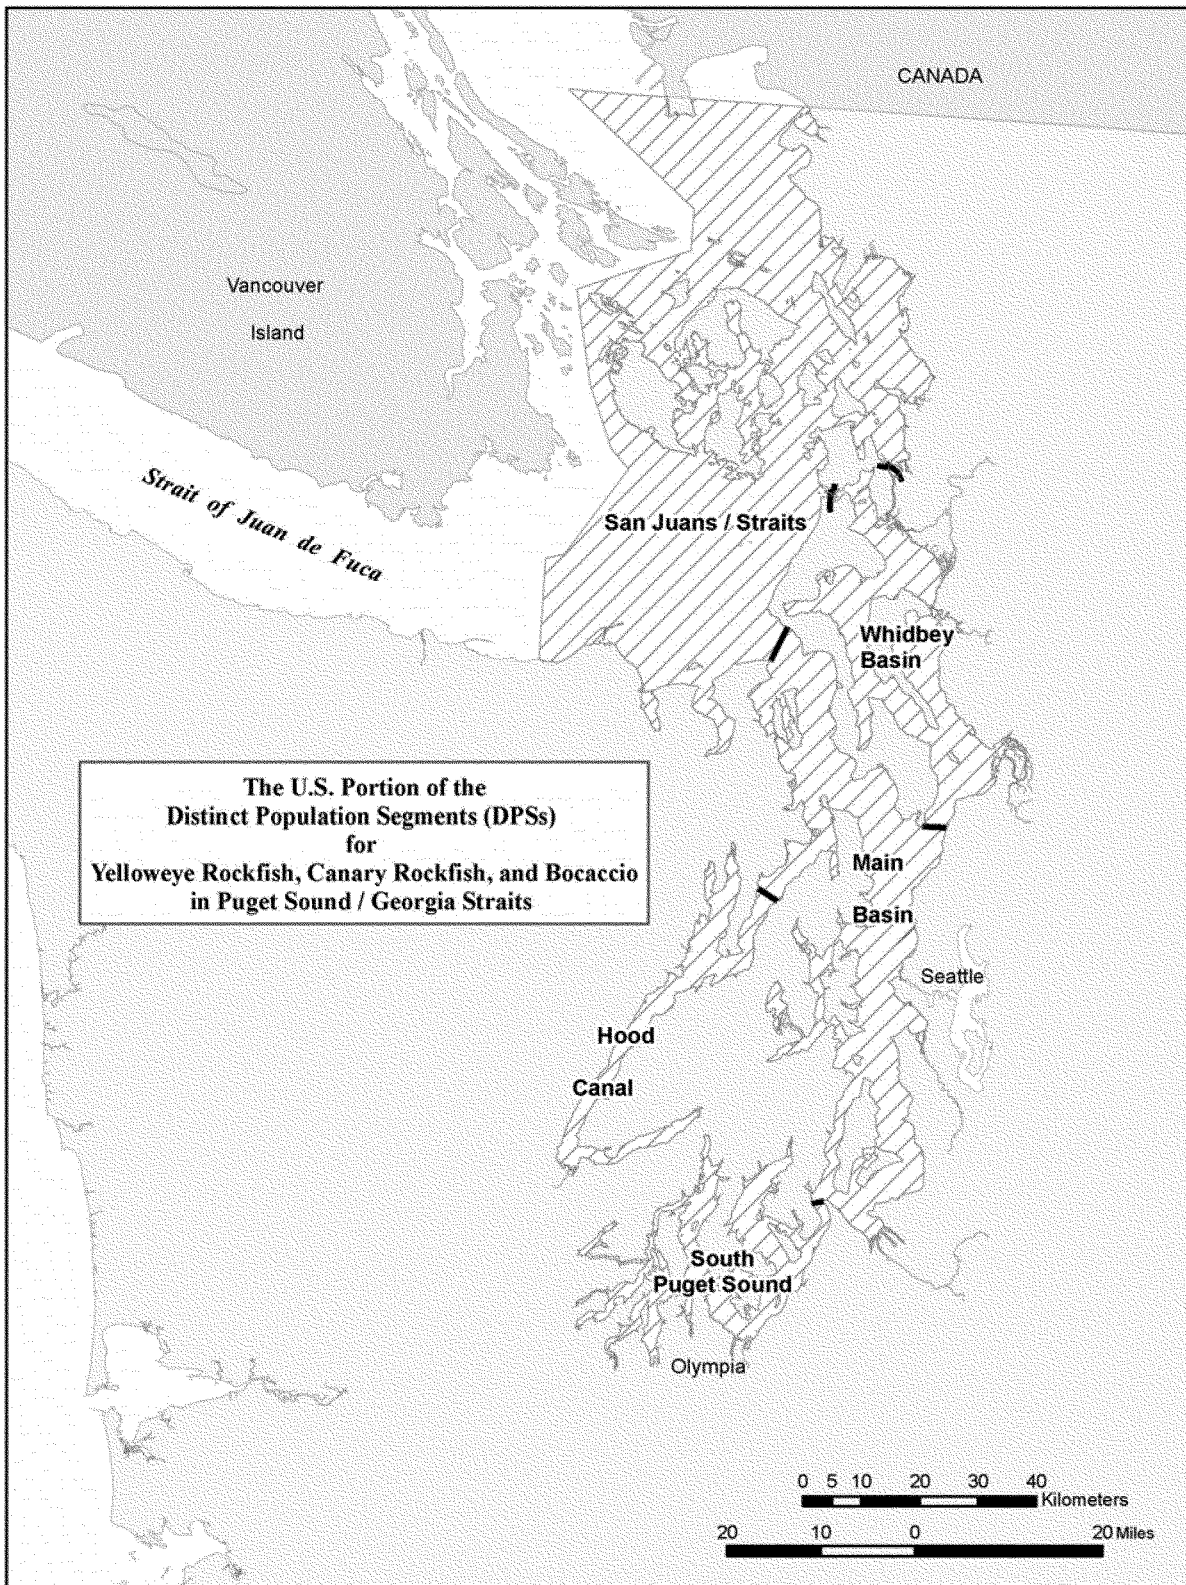 CANADA
Vancouver
Island
Strait of Juan de Fuca
San Juans / Straits
Whidbey
Basin
The U.S. Portion of the
Distinct Population Segments (DPSs)
for
Yelloweye Rockfish, Canary Rockfish, and Bocaccio
in Puget Sound / Georgia Straits
Main
Basin
Seattle
Hood
Canal
South
Puget Sound
Olympia
0 5 10 20 30 40
Kilometers
20 10 0 20 Miles